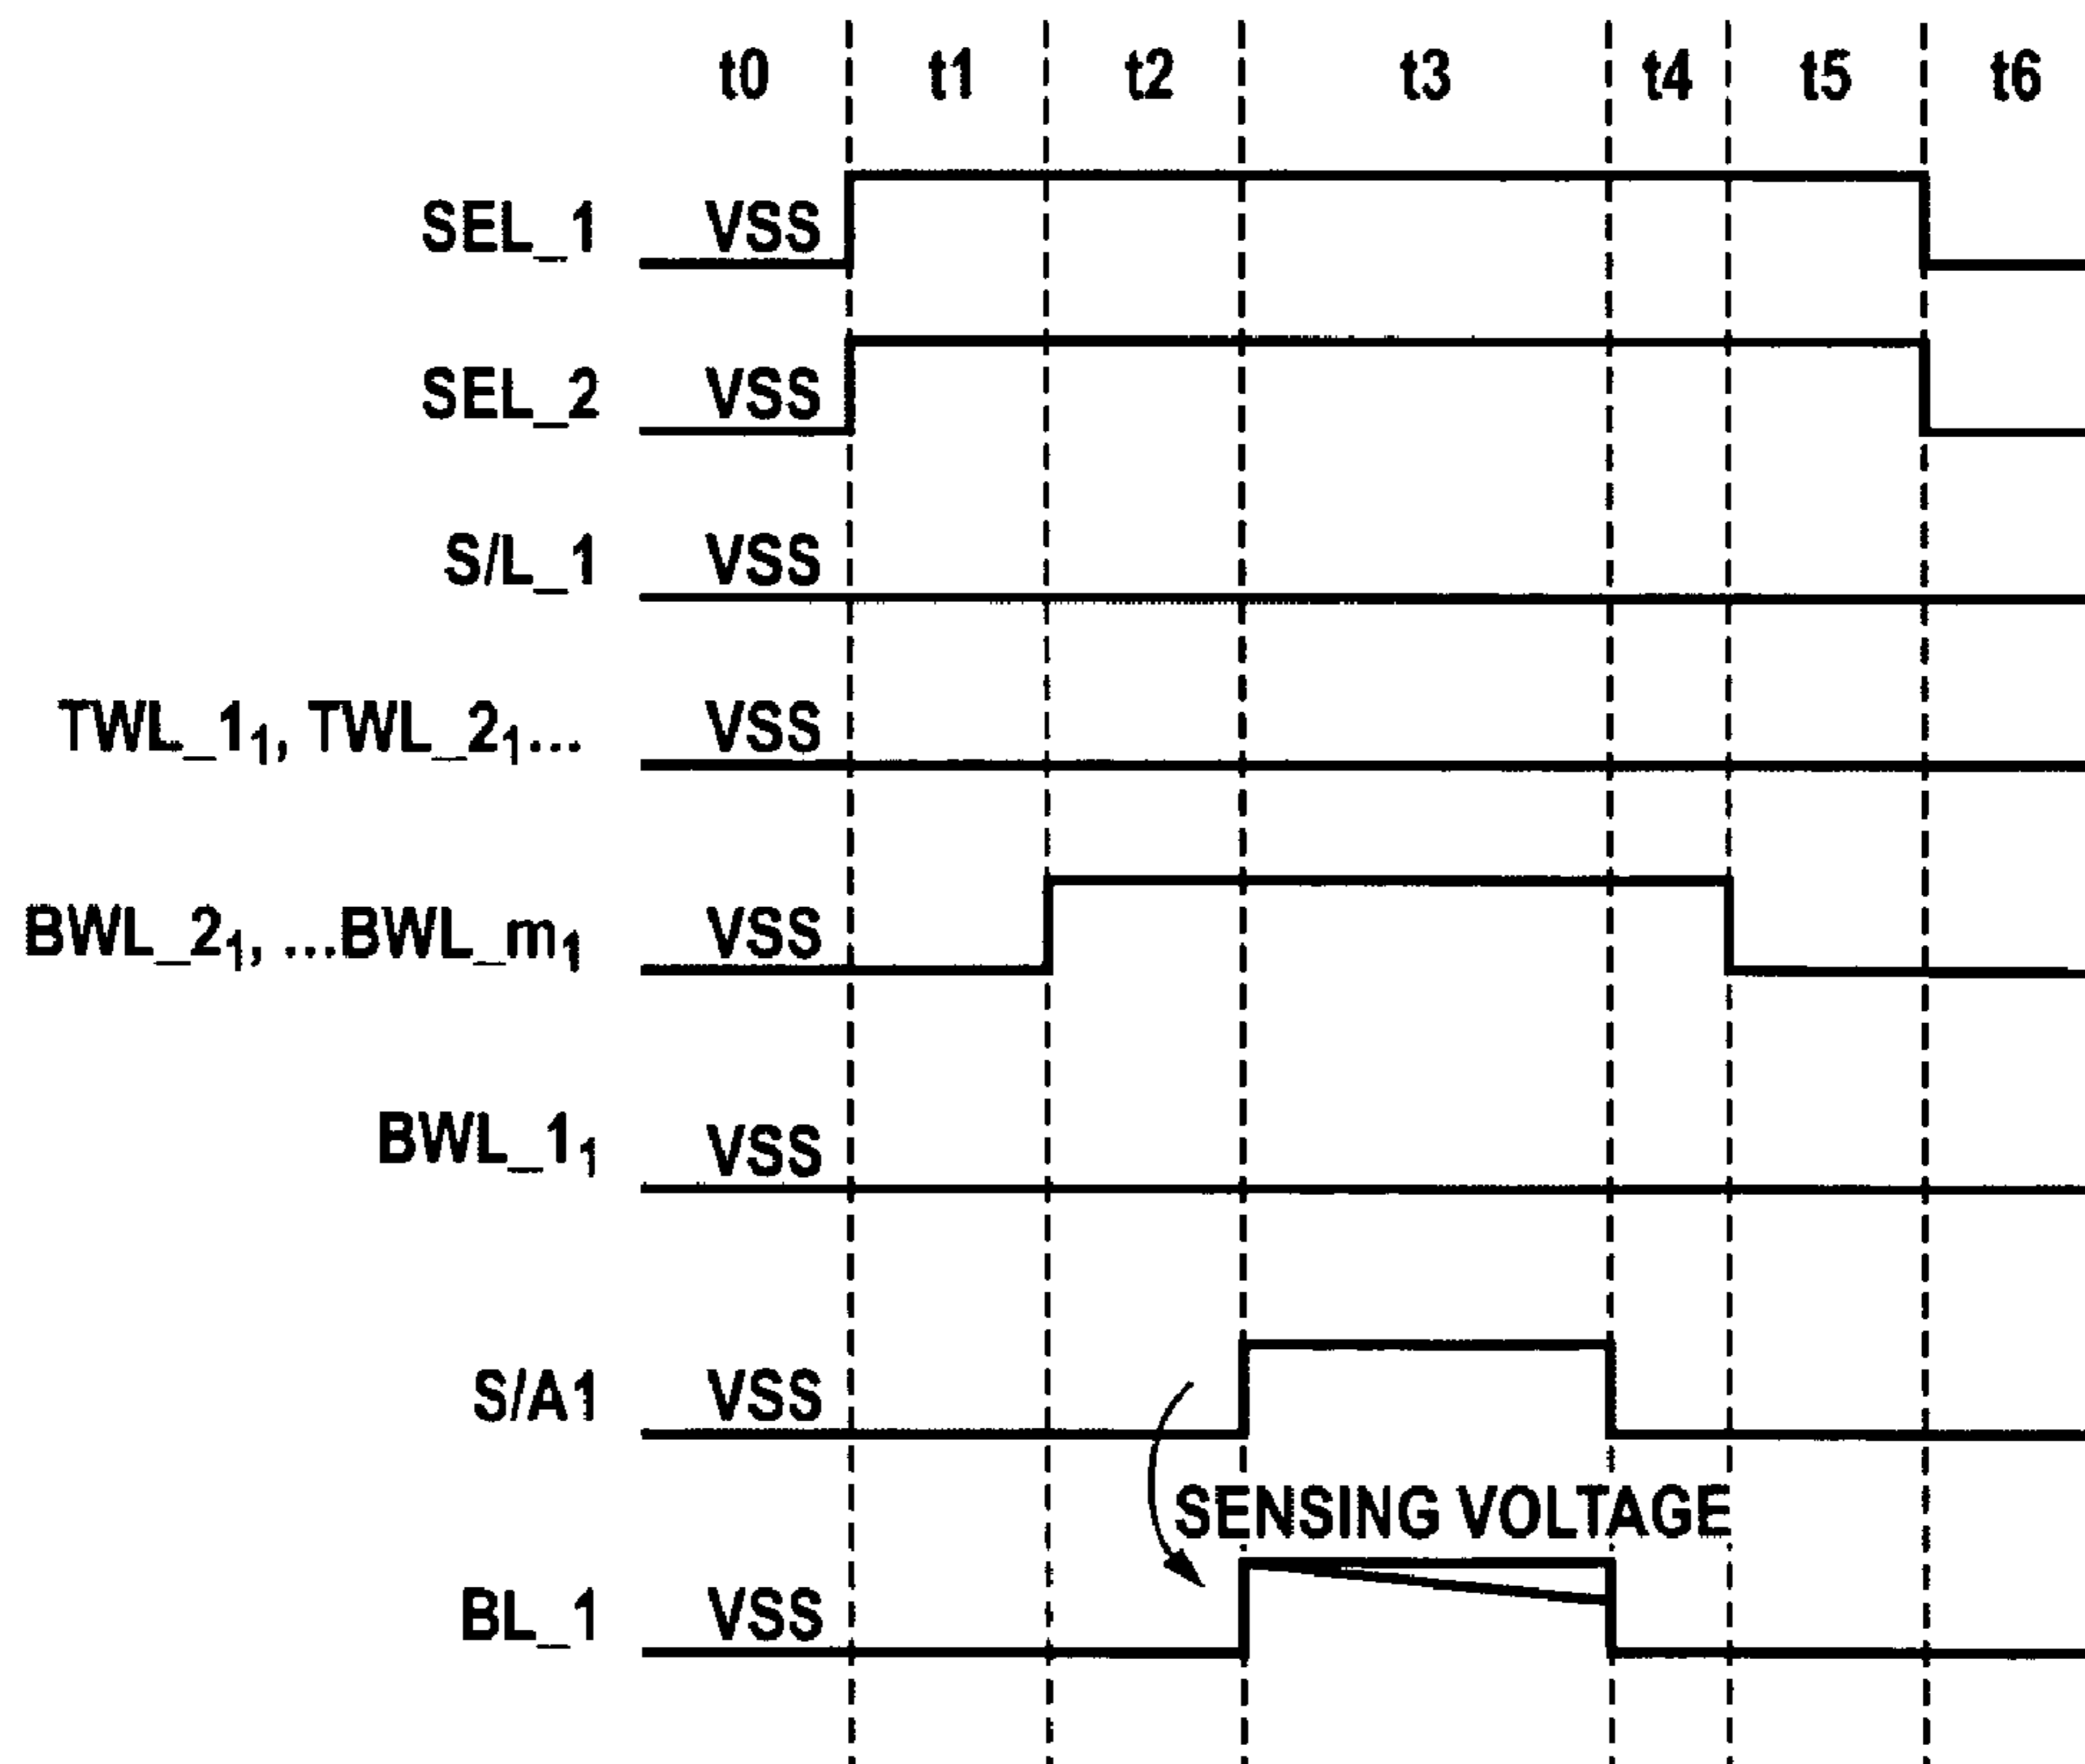 t0 t1 t2 t3 t4 t5 t6
SEL_1 VSS
SEL_2 VSS
S/L_1 VSS
TWL_1₁, TWL_2₁... VSS
BWL_2₁, ...BWL_m₁ VSS
BWL_1₁ VSS
S/A1 VSS
SENSING VOLTAGE
BL_1 VSS